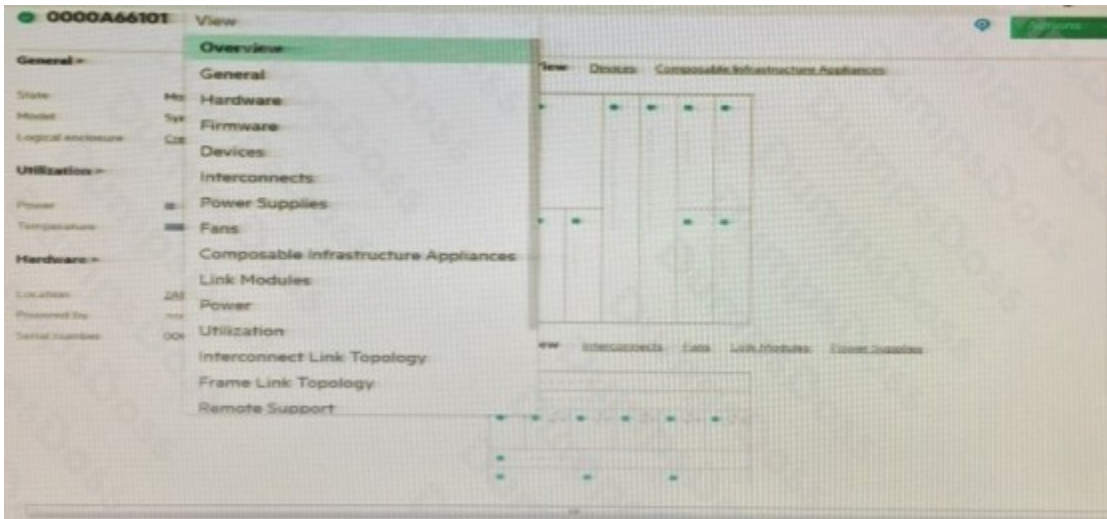 0000A66101
View
Actions
Overview
General
Hardware
Firmware
Devices
Interconnects
Power Supplies
Fans
Composable Infrastructure Appliances
Link Modules
Power
Utilization
Interconnect Link Topology
Frame Link Topology
Remote Support
General
State
Model
Logical enclosure
Utilization
Power
Temperature
Hardware
Location
Powered by
Serial number
Devices Composable Infrastructure Appliances
Interconnects Fans Link Modules Power Supplies